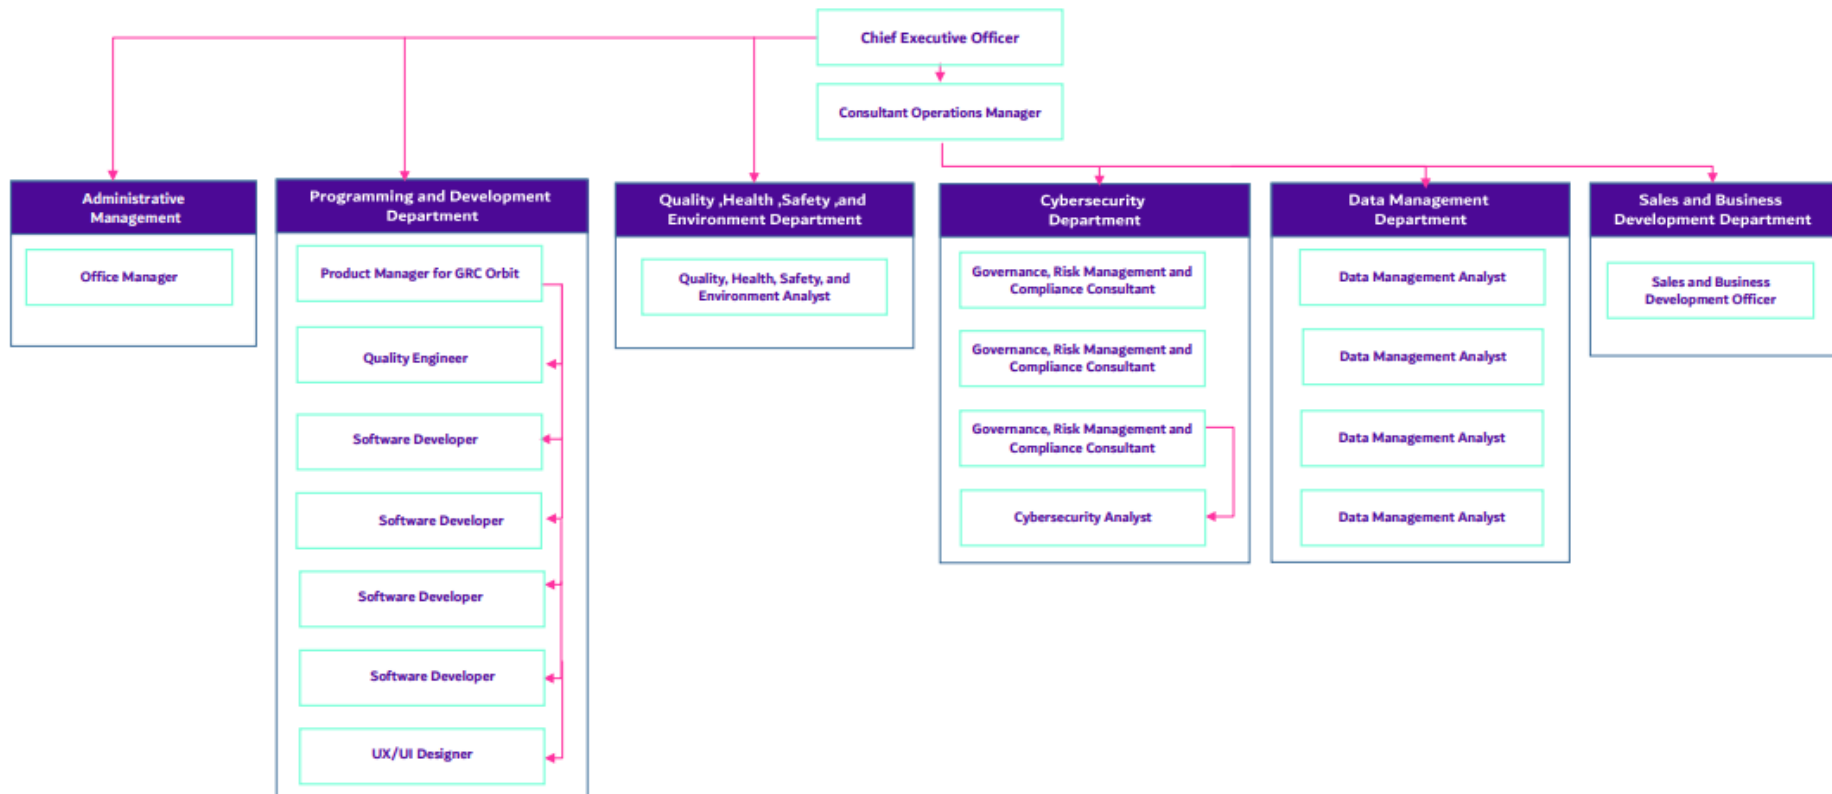 Chief Executive Officer
Consultant Operations Manager
Administrative
Management
Office Manager
Programming and Development
Department
Product Manager for GRC Orbit
Quality Engineer
Software Developer
Software Developer
Software Developer
Software Developer
UX/UI Designer
Quality ,Health ,Safety ,and
Environment Department
Quality, Health, Safety, and
Environment Analyst
Cybersecurity
Department
Governance, Risk Management and
Compliance Consultant
Governance, Risk Management and
Compliance Consultant
Governance, Risk Management and
Compliance Consultant
Cybersecurity Analyst
Data Management
Department
Data Management Analyst
Data Management Analyst
Data Management Analyst
Data Management Analyst
Sales and Business
Development Department
Sales and Business
Development Officer